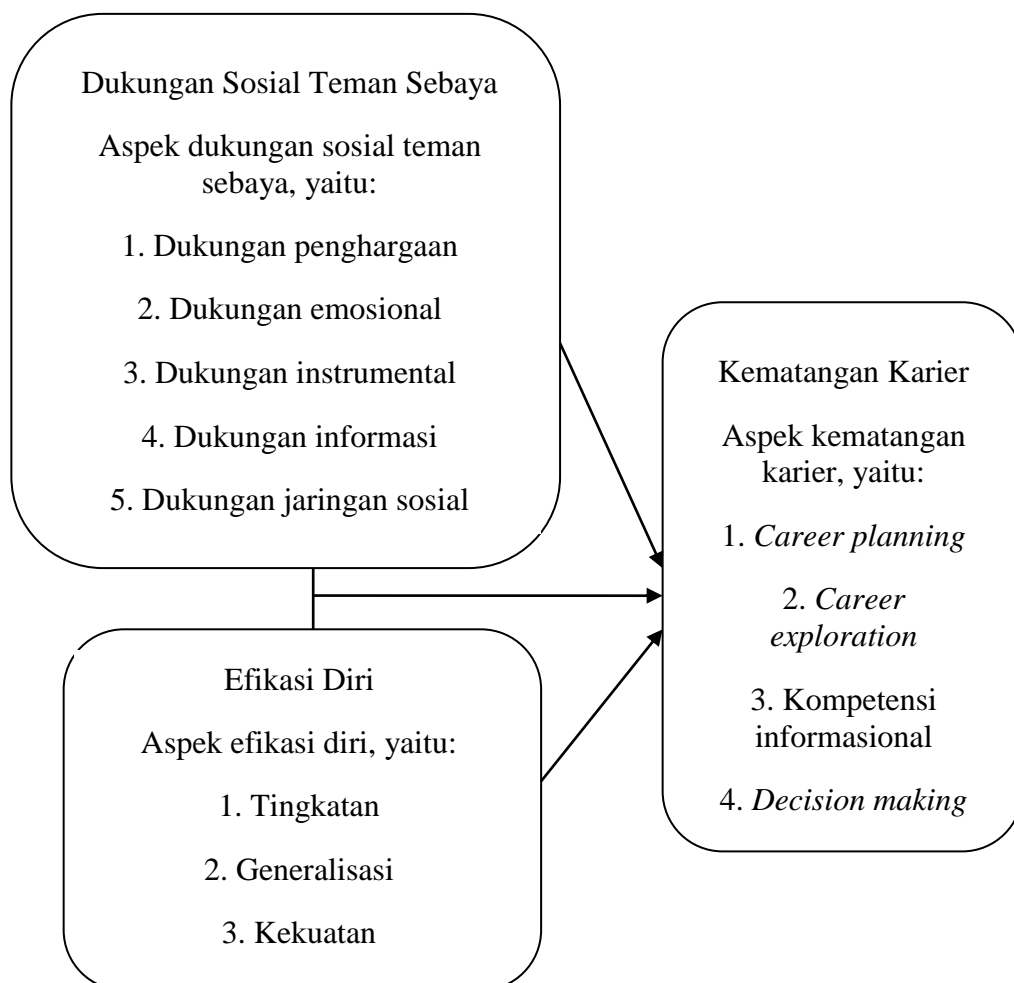 Dukungan Sosial Teman Sebaya
Aspek dukungan sosial teman
sebaya, yaitu:
1. Dukungan penghargaan
2. Dukungan emosional
3. Dukungan instrumental
4. Dukungan informasi
5. Dukungan jaringan sosial
Efikasi Diri
Aspek efikasi diri, yaitu:
1. Tingkatan
2. Generalisasi
3. Kekuatan
Kematangan Karier
Aspek kematangan
karier, yaitu:
1. Career planning
2. Career
exploration
3. Kompetensi
informasional
4. Decision making